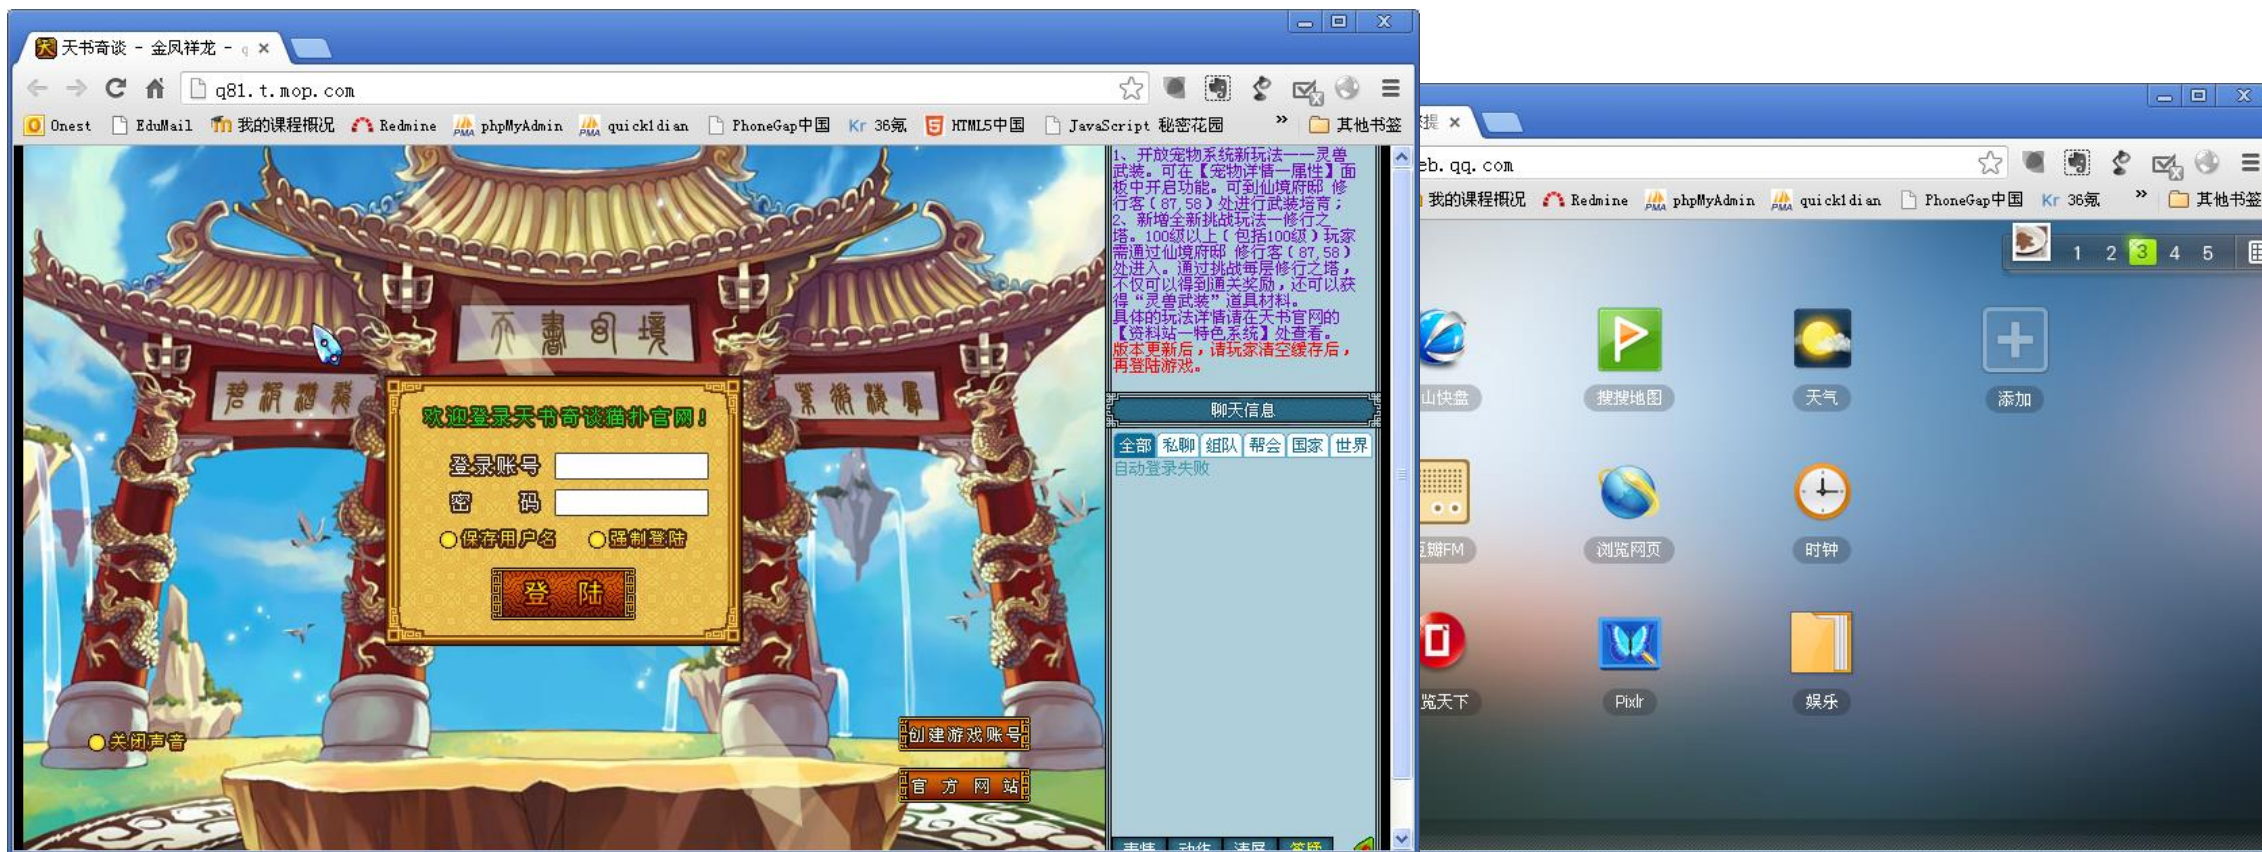 天书奇谈 - 金凤祥龙 - q
q81.t.mop.com
Onest
EduMail
我的课程概况
Redmine
phpMyAdmin
quick1dian
PhoneGap中国
Kr 36氪
HTML5中国
JavaScript 秘密花园
»
其他书签
天書奇境
欢迎登录天书奇谈猫扑官网!
登录账号
密 码
保存用户名
强制登陆
登 陆
关闭声音
创建游戏账号
官 方 网 站
1、开放宠物系统新玩法——灵兽
武装。可在【宠物详情—属性】面
板中开启功能。可到仙境府邸 修
行客(87,58)处进行武装培育；
2、新增全新挑战玩法—修行之
塔。100级以上(包括100级)玩家
需通过仙境府邸 修行客(87,58)
处进入。通过挑战每层修行之塔，
不仅可以得到通关奖励，还可以获
得“灵兽武装”道具材料。
具体的玩法详情请在天书官网的
【资料站—特色系统】处查看。
版本更新后，请玩家清空缓存后，
再登陆游戏。
聊天信息
全部 私聊 组队 帮会 国家 世界
自动登录失败
表情 动作 清屏 答疑
提
eb.qq.com
我的课程概况
Redmine
phpMyAdmin
quick1dian
PhoneGap中国
Kr 36氪
»
其他书签
1 2 3 4 5
山快盘
搜搜地图
天气
添加
瓣FM
浏览网页
时钟
览天下
Pixlr
娱乐